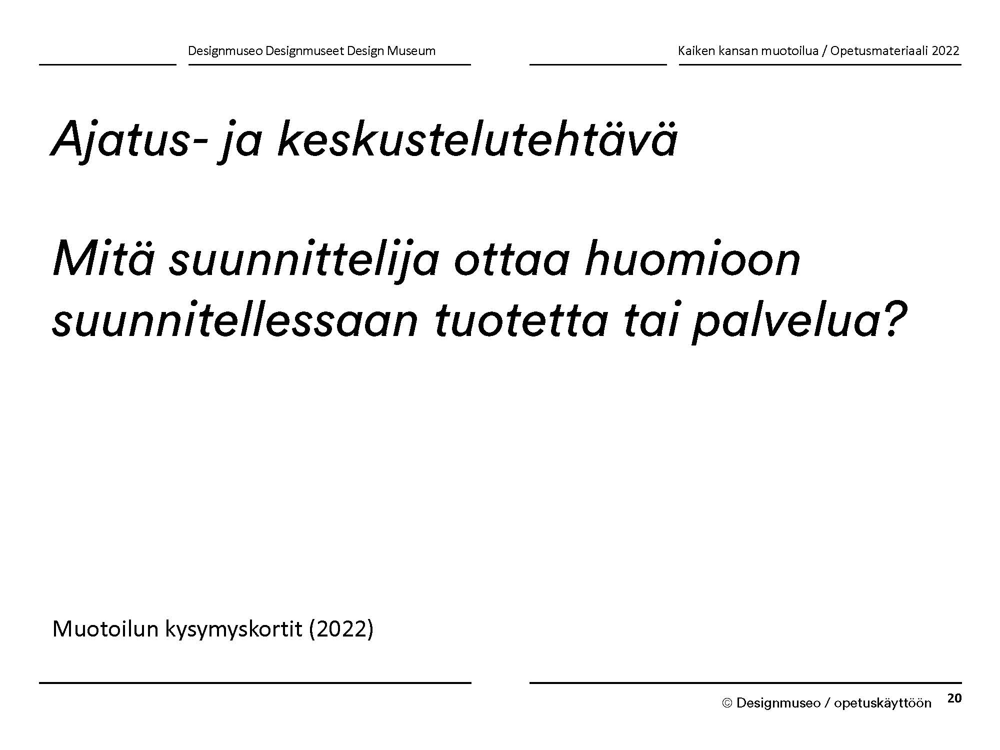 Designmuseo Designmuseet Design Museum
Kaiken kansan muotoilua / Opetusmateriaali 2022
Ajatus- ja keskustelutehtävä
Mitä suunnittelija ottaa huomioon
suunnitellessaan tuotetta tai palvelua?
Muotoilun kysymyskortit (2022)
© Designmuseo / opetuskäyttöön
20